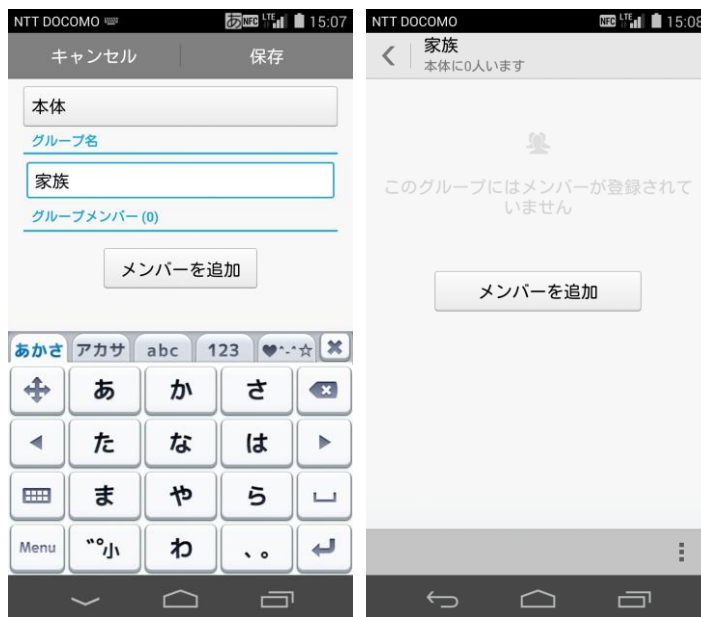 NTT DOCOMO あ NFC LTE 15:07
キャンセル 保存
本体
グループ名
家族
グループメンバー (0)
メンバーを追加
あかさ アカサ abc 123 ♥^-^☆
あ か さ
た な は
ま や ら
Menu ゛゜小 わ 、。
NTT DOCOMO NFC LTE 15:08
家族
本体に0人います
このグループにはメンバーが登録されて
いません
メンバーを追加